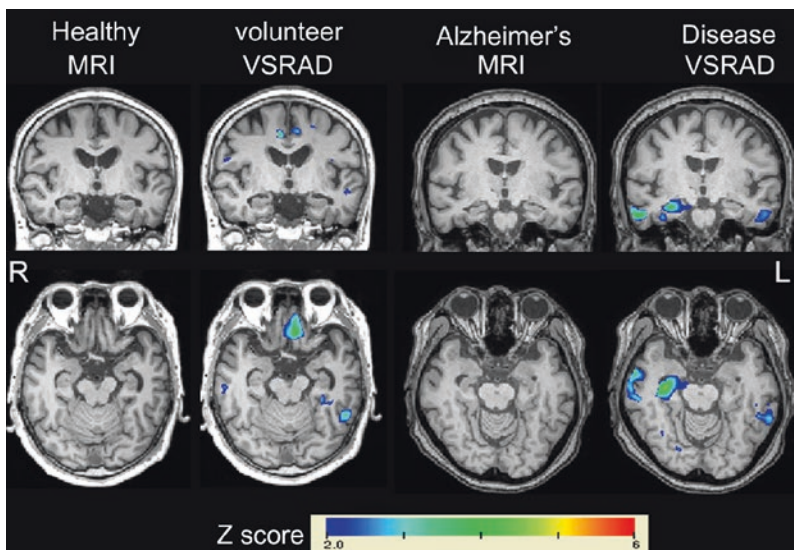 Healthy volunteer Alzheimer's Disease
MRI VSRAD MRI VSRAD
R L
Z score
2.0 6